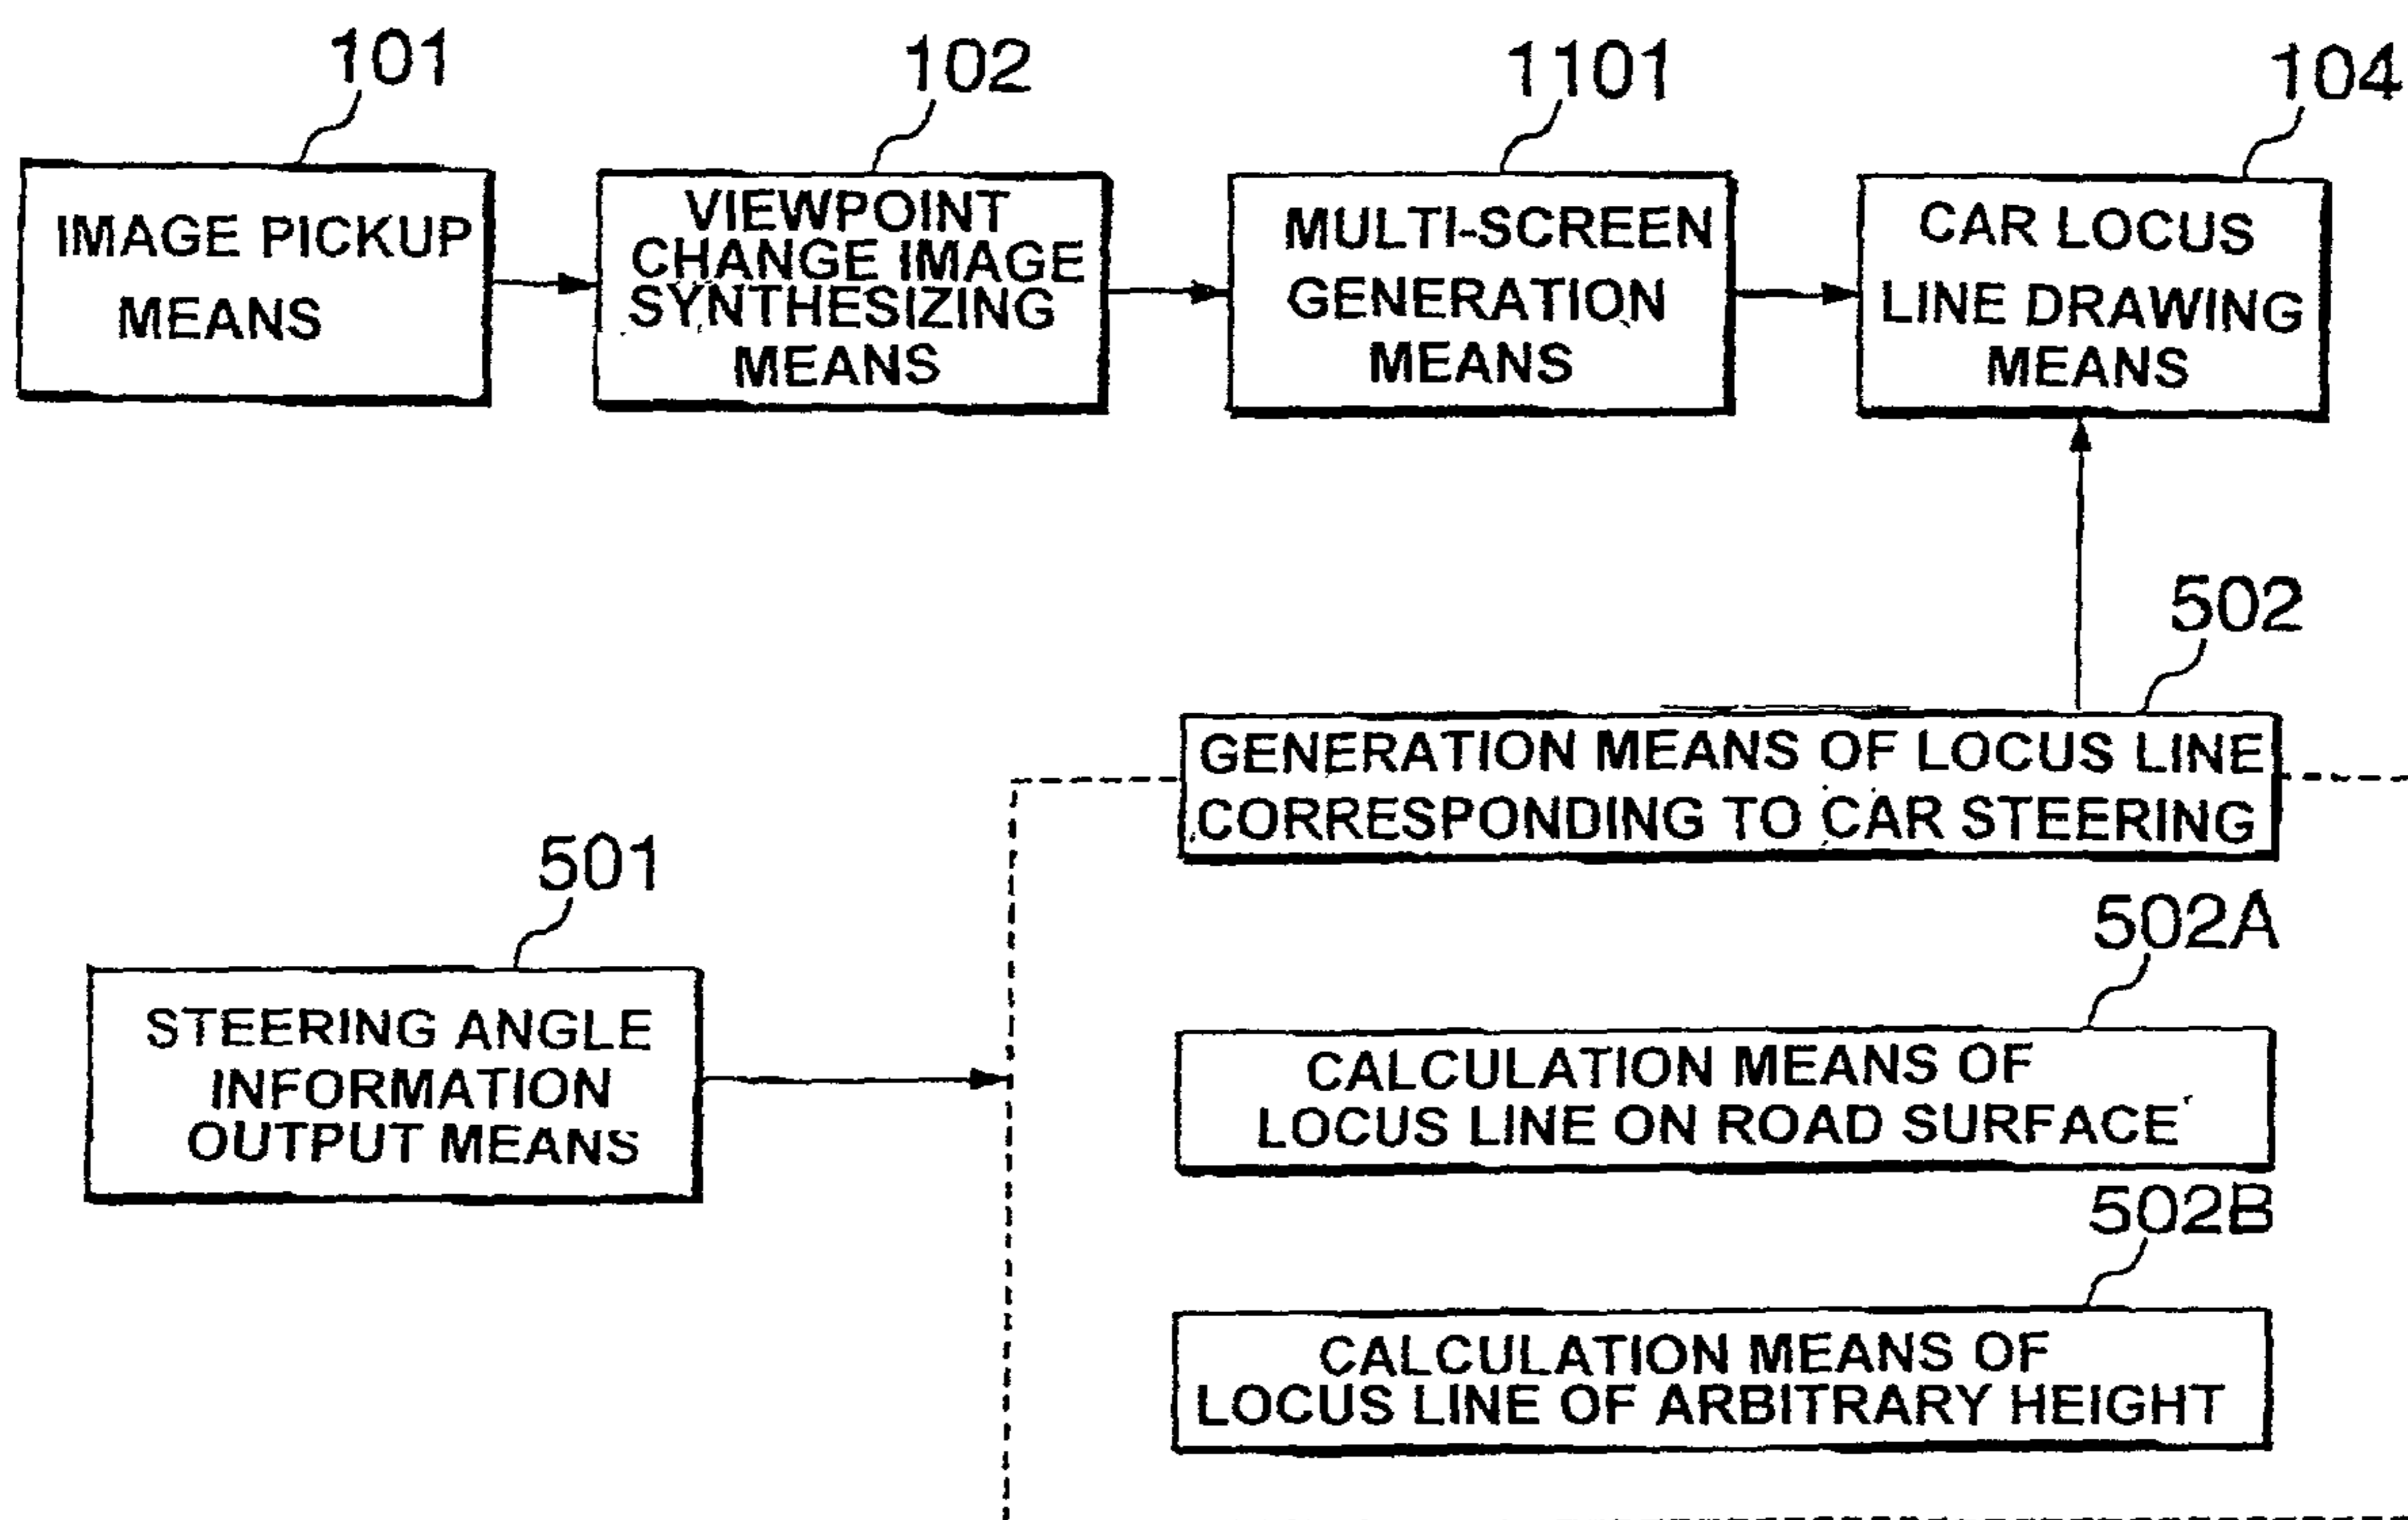 101
102
1101
104
IMAGE PICKUP
MEANS
VIEWPOINT
CHANGE IMAGE
SYNTHESIZING
MEANS
MULTI-SCREEN
GENERATION
MEANS
CAR LOCUS
LINE DRAWING
MEANS
502
GENERATION MEANS OF LOCUS LINE
CORRESPONDING TO CAR STEERING
501
STEERING ANGLE
INFORMATION
OUTPUT MEANS
502A
CALCULATION MEANS OF
LOCUS LINE ON ROAD SURFACE
502B
CALCULATION MEANS OF
LOCUS LINE OF ARBITRARY HEIGHT